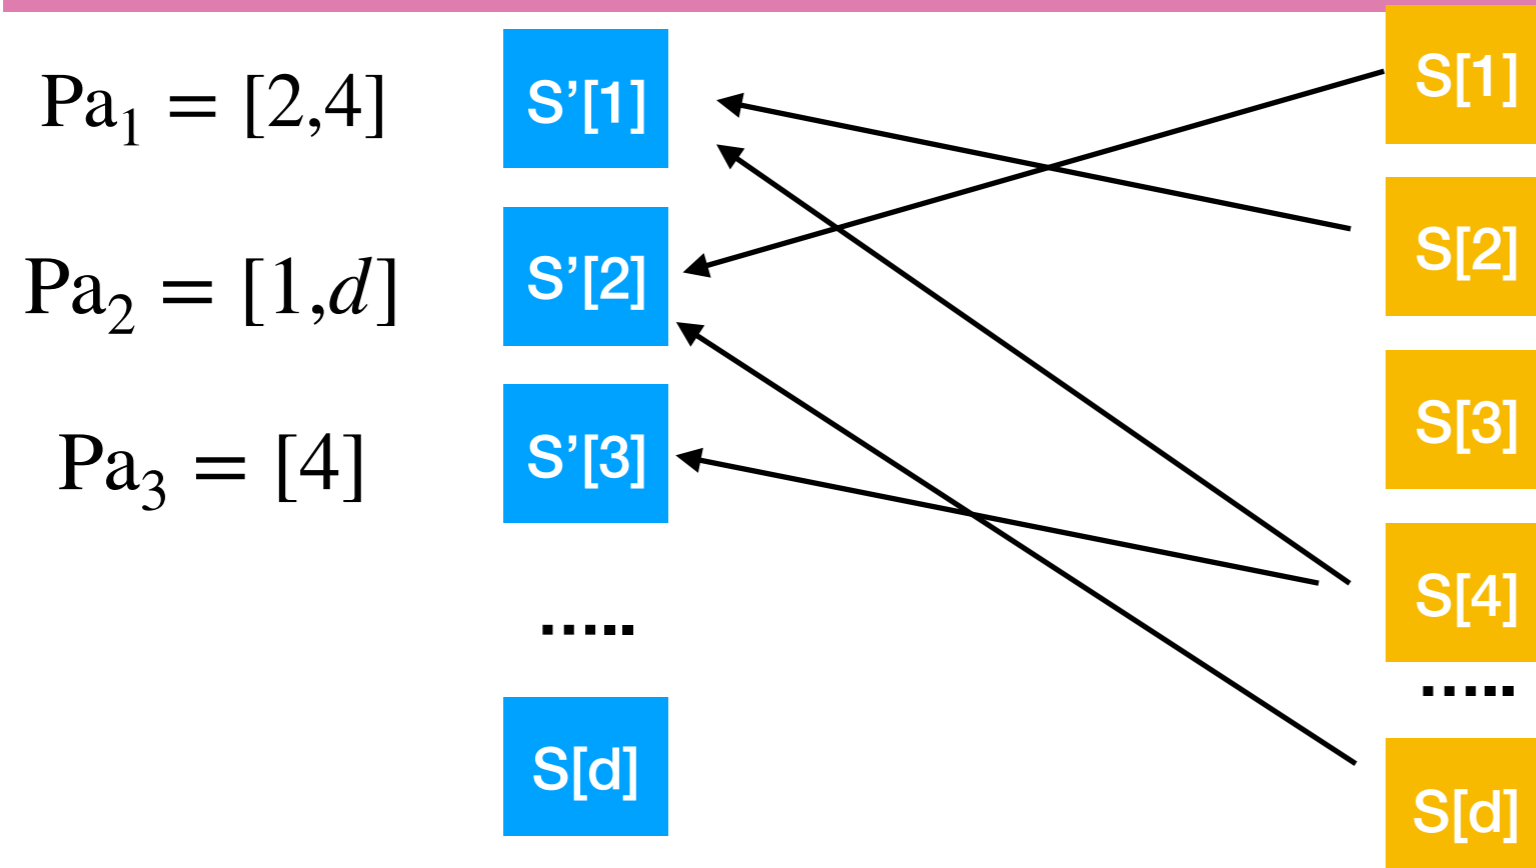 Pa₁ = [2,4]
S'[1]
S[1]
Pa₂ = [1,d]
S'[2]
S[2]
Pa₃ = [4]
S'[3]
S[3]
.....
S[4]
.....
S[d]
S[d]